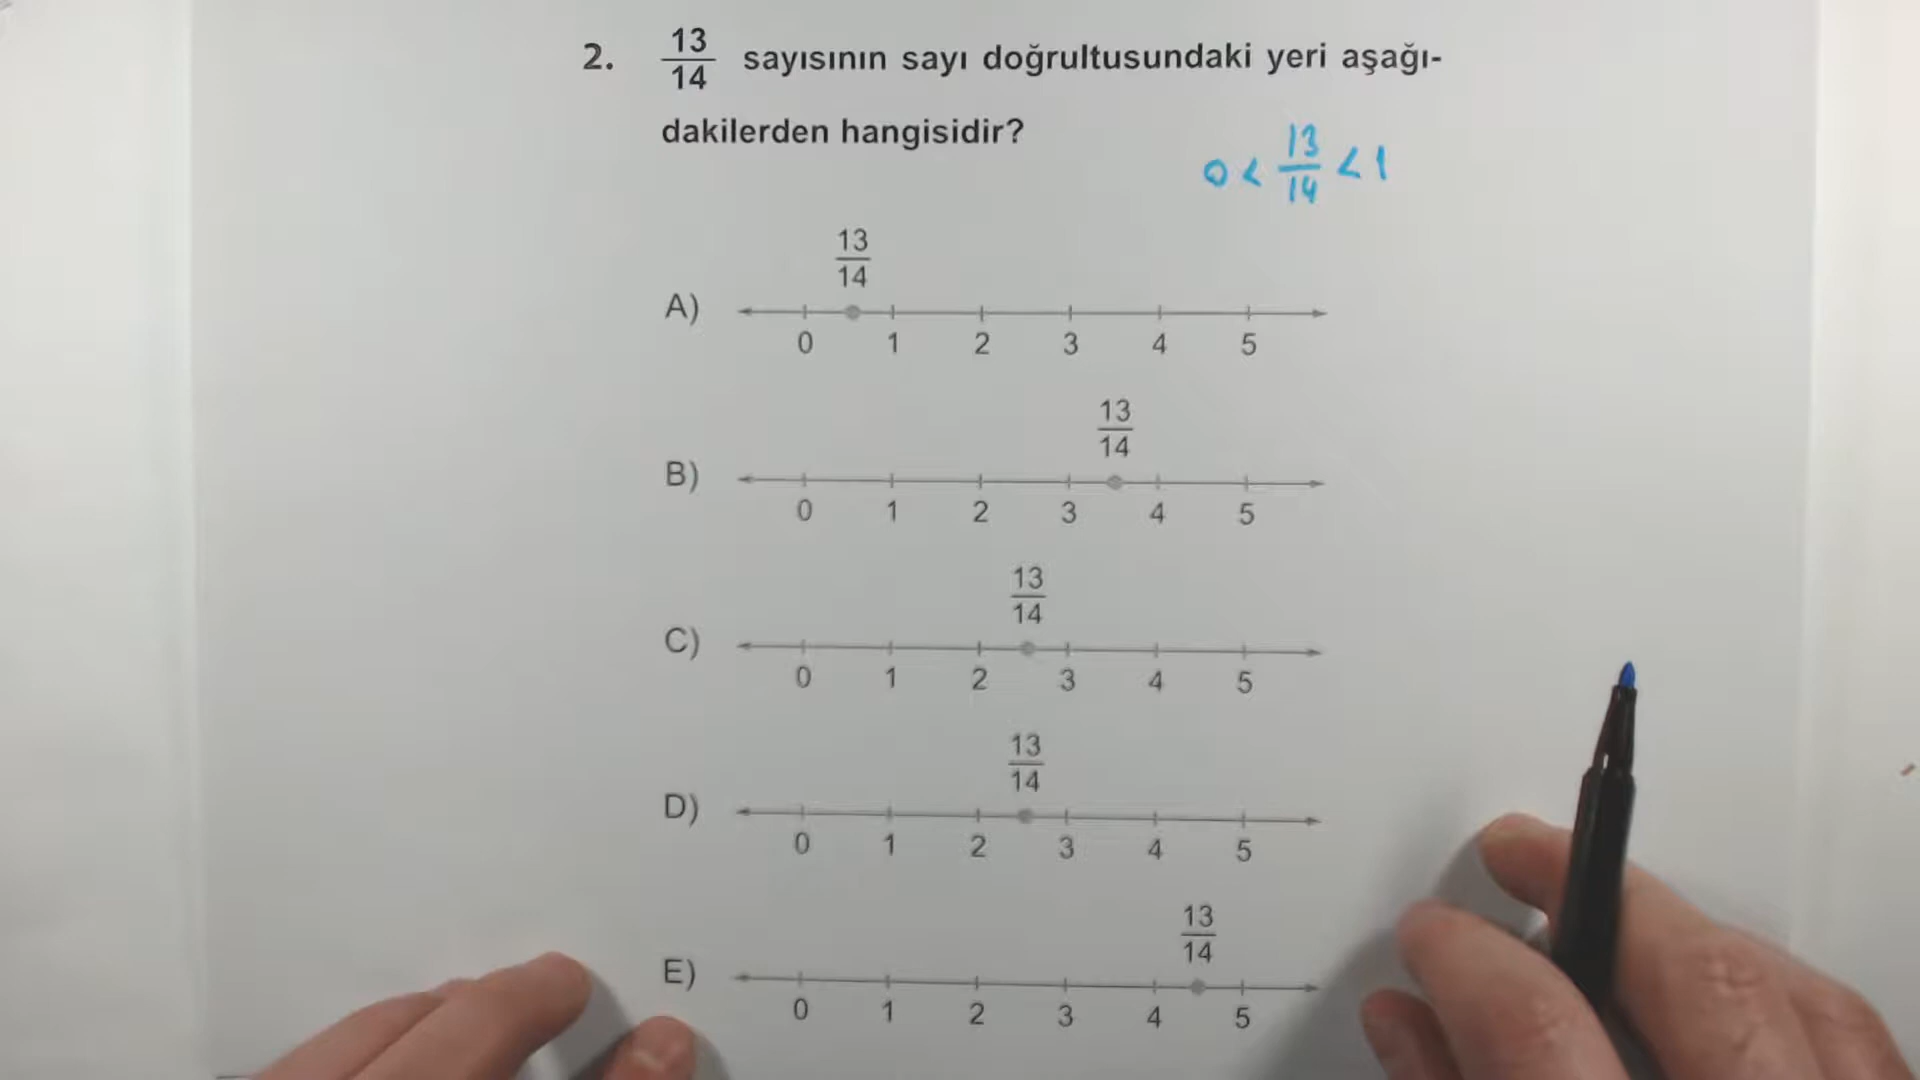 2. 13/14 sayısının sayı doğrultusundaki yeri aşağı-
dakilerden hangisidir?
0 < 13/14 < 1
13/14
A)
0 1 2 3 4 5
13/14
B)
0 1 2 3 4 5
13/14
C)
0 1 2 3 4 5
13/14
D)
0 1 2 3 4 5
13/14
E)
0 1 2 3 4 5